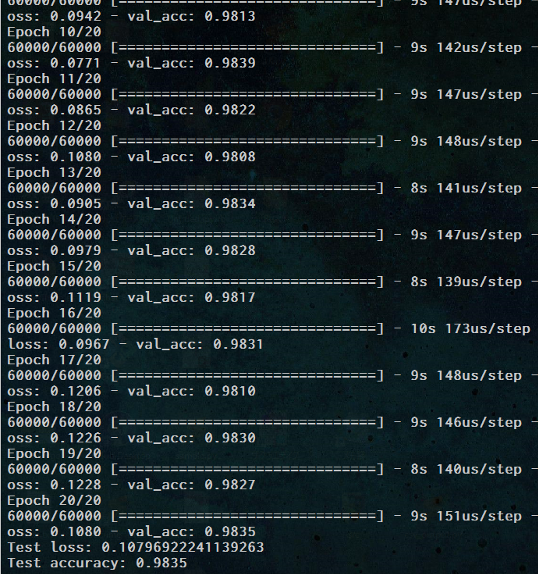 60000/60000 [==============================] - 9s 147us/step -
oss: 0.0942 - val_acc: 0.9813
Epoch 10/20
60000/60000 [==============================] - 9s 142us/step -
oss: 0.0771 - val_acc: 0.9839
Epoch 11/20
60000/60000 [==============================] - 9s 147us/step -
oss: 0.0865 - val_acc: 0.9822
Epoch 12/20
60000/60000 [==============================] - 9s 148us/step -
oss: 0.1080 - val_acc: 0.9808
Epoch 13/20
60000/60000 [==============================] - 8s 141us/step -
oss: 0.0905 - val_acc: 0.9834
Epoch 14/20
60000/60000 [==============================] - 9s 147us/step -
oss: 0.0979 - val_acc: 0.9828
Epoch 15/20
60000/60000 [==============================] - 8s 139us/step -
oss: 0.1119 - val_acc: 0.9817
Epoch 16/20
60000/60000 [==============================] - 10s 173us/step
loss: 0.0967 - val_acc: 0.9831
Epoch 17/20
60000/60000 [==============================] - 9s 148us/step -
oss: 0.1206 - val_acc: 0.9810
Epoch 18/20
60000/60000 [==============================] - 9s 146us/step -
oss: 0.1226 - val_acc: 0.9830
Epoch 19/20
60000/60000 [==============================] - 8s 140us/step -
oss: 0.1228 - val_acc: 0.9827
Epoch 20/20
60000/60000 [==============================] - 9s 151us/step -
oss: 0.1080 - val_acc: 0.9835
Test loss: 0.10796922241139263
Test accuracy: 0.9835